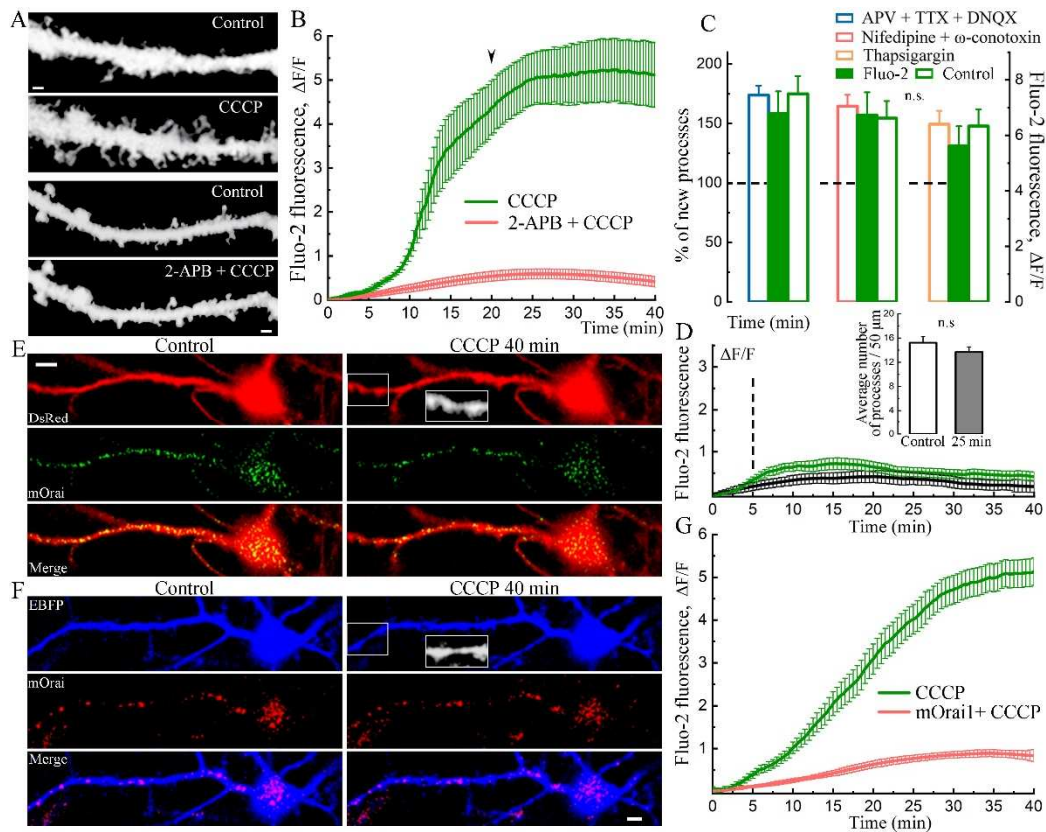 A
Control
CCCP
Control
2-APB + CCCP
B
Fluo-2 fluorescence, ΔF/F
6
5
4
3
2
1
0
CCCP
2-APB + CCCP
0 5 10 15 20 25 30 35 40
Time (min)
C
APV + TTX + DNQX
Nifedipine + ω-conotoxin
Thapsigargin
Fluo-2 Control
n.s.
% of new processes
200
150
100
50
0
Fluo-2 fluorescence, ΔF/F
8
6
4
2
0
Time (min)
D
ΔF/F
Fluo-2 fluorescence
3
2
1
0
0 5 10 15 20 25 30 35 40
Time (min)
Average number
of processes / 50 μm
20
16
12
8
4
0
n.s
Control 25 min
E
Control CCCP 40 min
DsRed
mOrai
Merge
F
Control CCCP 40 min
EBFP
mOrai
Merge
G
Fluo-2 fluorescence, ΔF/F
6
5
4
3
2
1
CCCP
mOrai1+ CCCP
0 5 10 15 20 25 30 35 40
Time (min)